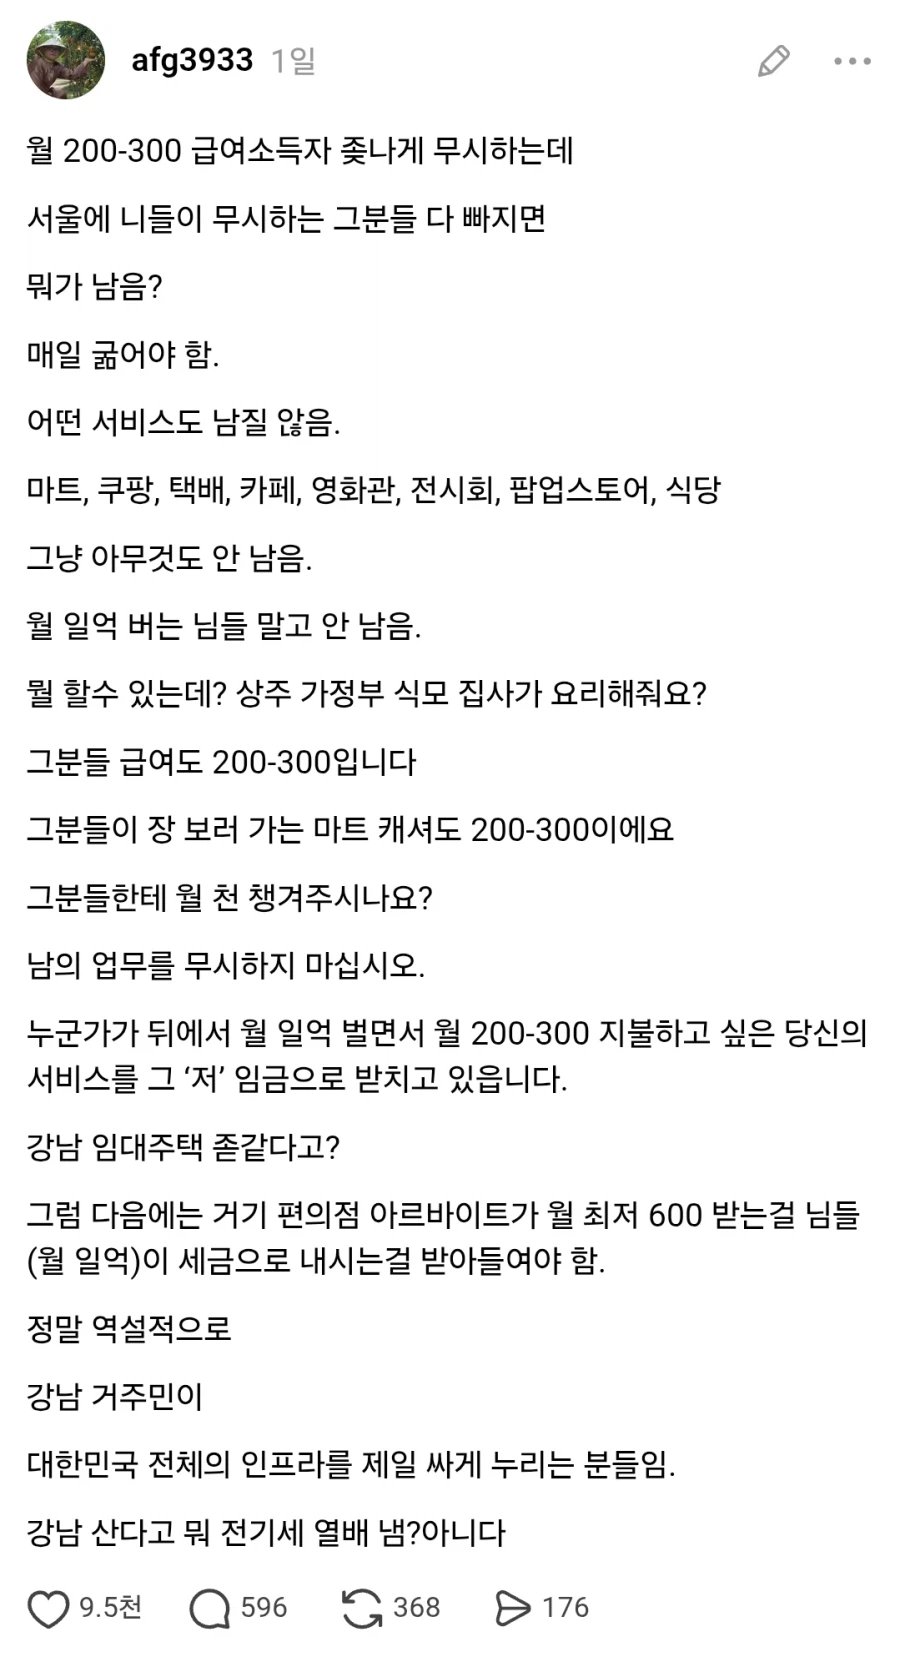 afg3933 1일
월 200-300 급여소득자 좆나게 무시하는데
서울에 니들이 무시하는 그분들 다 빠지면
뭐가 남음?
매일 굶어야 함.
어떤 서비스도 남질 않음.
마트, 쿠팡, 택배, 카페, 영화관, 전시회, 팝업스토어, 식당
그냥 아무것도 안 남음.
월 일억 버는 님들 말고 안 남음.
뭘 할수 있는데? 상주 가정부 식모 집사가 요리해줘요?
그분들 급여도 200-300입니다
그분들이 장 보러 가는 마트 캐셔도 200-300이에요
그분들한테 월 천 챙겨주시나요?
남의 업무를 무시하지 마십시오.
누군가가 뒤에서 월 일억 벌면서 월 200-300 지불하고 싶은 당신의
서비스를 그 ‘저’ 임금으로 받치고 있읍니다.
강남 임대주택 좆같다고?
그럼 다음에는 거기 편의점 아르바이트가 월 최저 600 받는걸 님들
(월 일억)이 세금으로 내시는걸 받아들여야 함.
정말 역설적으로
강남 거주민이
대한민국 전체의 인프라를 제일 싸게 누리는 분들임.
강남 산다고 뭐 전기세 열배 냄?아니다
9.5천 596 368 176